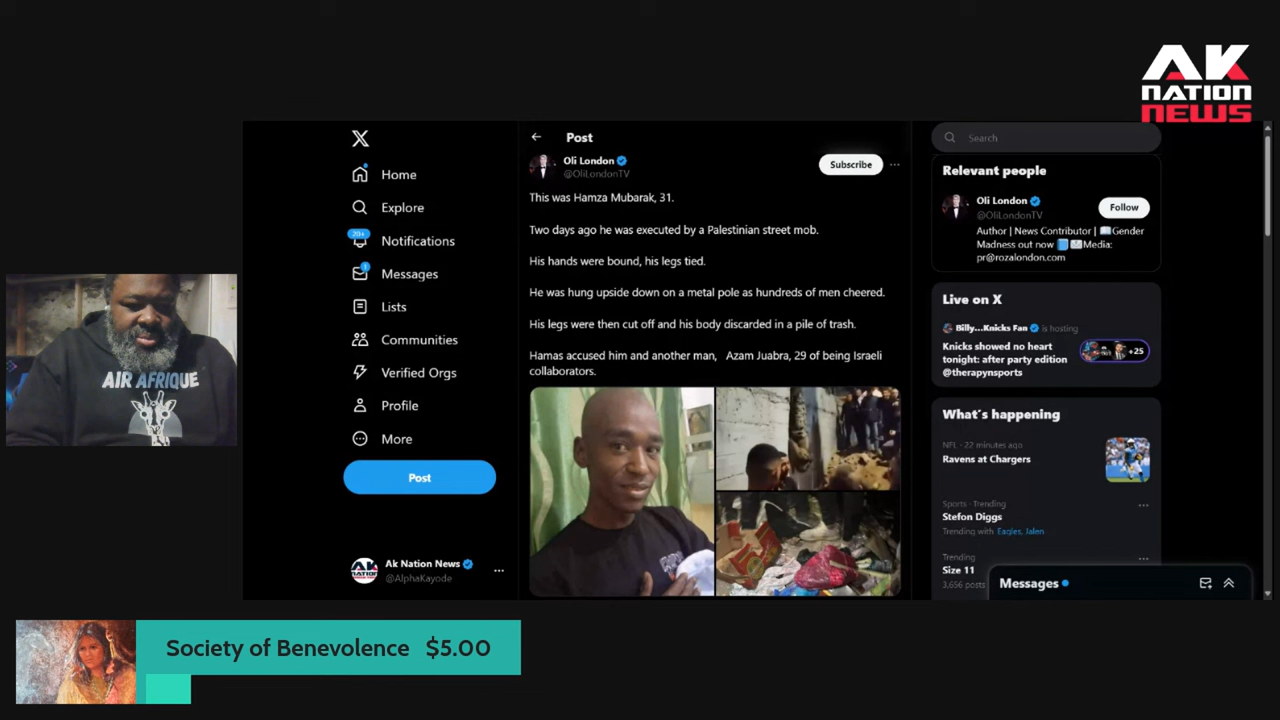 AK
NATION
NEWS
X
Home
Explore
20+
Notifications
1
Messages
Lists
Communities
Verified Orgs
Profile
More
Post
Ak Nation News
@AlphaKayode
Post
Oli London
@OliLondonTV
Subscribe
This was Hamza Mubarak, 31.
Two days ago he was executed by a Palestinian street mob.
His hands were bound, his legs tied.
He was hung upside down on a metal pole as hundreds of men cheered.
His legs were then cut off and his body discarded in a pile of trash.
Hamas accused him and another man, Azam Juabra, 29 of being Israeli
collaborators.
Search
Relevant people
Oli London
@OliLondonTV
Follow
Author | News Contributor | Gender
Madness out now Media:
pr@rozalondon.com
Live on X
Billy...Knicks Fan is hosting
Knicks showed no heart
tonight: after party edition
@therapynsports
+25
What's happening
NFL · 22 minutes ago
Ravens at Chargers
Sports · Trending
Stefon Diggs
Trending with Eagles, Jalen
Trending
Size 11
3,656 posts
Messages
AIR AFRIQUE
Society of Benevolence $5.00